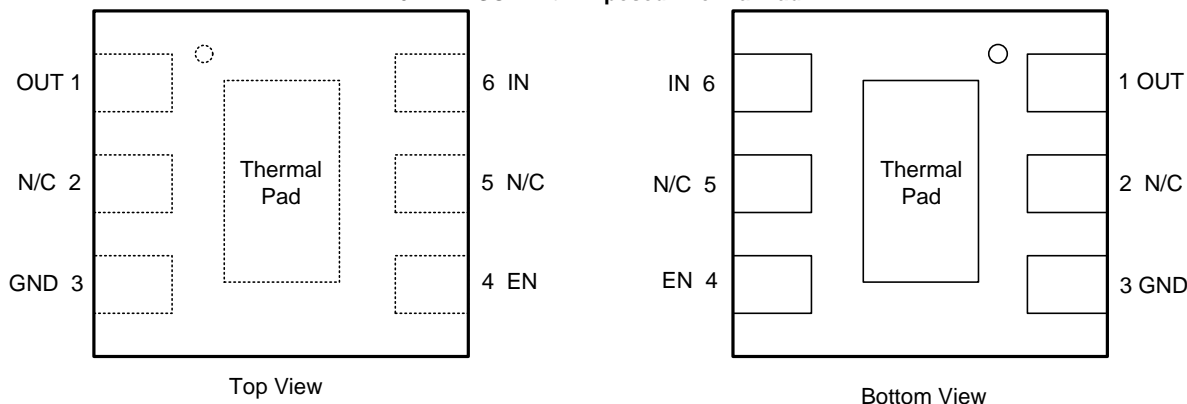 OUT 1
6 IN
N/C 2
Thermal
Pad
5 N/C
GND 3
4 EN
Top View
IN 6
1 OUT
N/C 5
Thermal
Pad
2 N/C
EN 4
3 GND
Bottom View